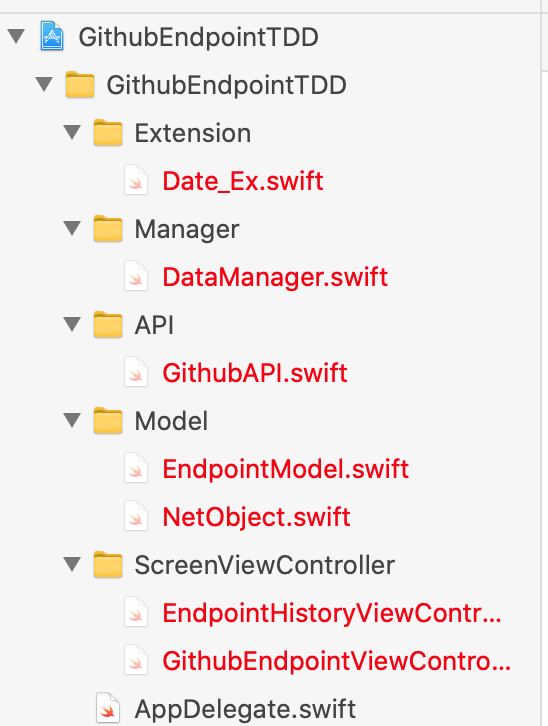 GithubEndpointTDD
GithubEndpointTDD
Extension
Date_Ex.swift
Manager
DataManager.swift
API
GithubAPI.swift
Model
EndpointModel.swift
NetObject.swift
ScreenViewController
EndpointHistoryViewContr...
GithubEndpointViewContro...
AppDelegate.swift